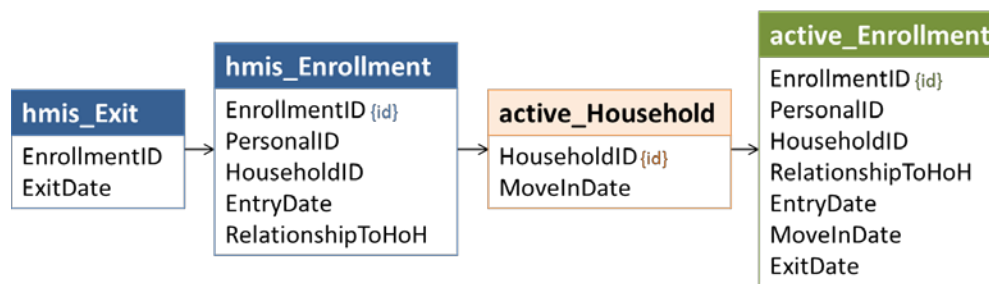 hmis_Exit
EnrollmentID
ExitDate
hmis_Enrollment
EnrollmentID {id}
PersonalID
HouseholdID
EntryDate
RelationshipToHoH
active_Household
HouseholdID {id}
MoveInDate
active_Enrollment
EnrollmentID {id}
PersonalID
HouseholdID
RelationshipToHoH
EntryDate
MoveInDate
ExitDate